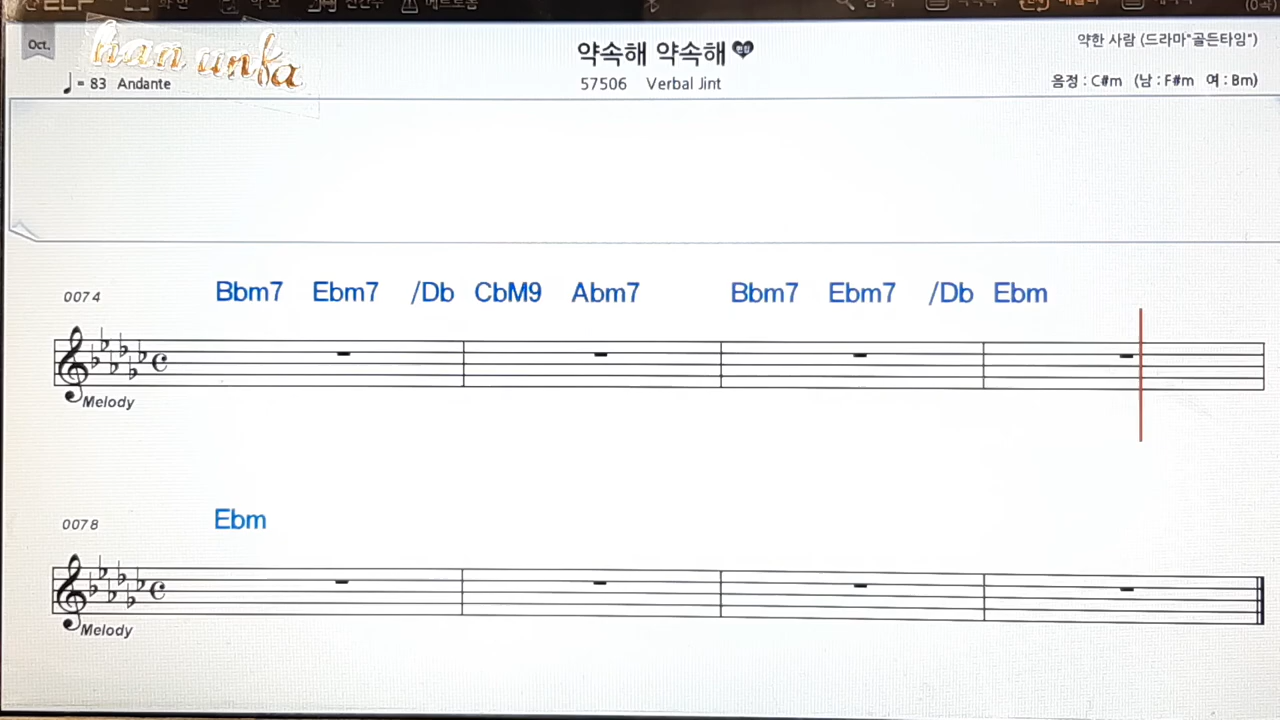 Oct.
han unfa
약속해 약속해
약한 사람 (드라마"골든타임")
♩= 83 Andante
57506 Verbal Jint
음정 : C#m (남 : F#m 여 : Bm)
0074
Bbm7 Ebm7 /Db CbM9 Abm7 Bbm7 Ebm7 /Db Ebm
Melody
0078
Ebm
Melody